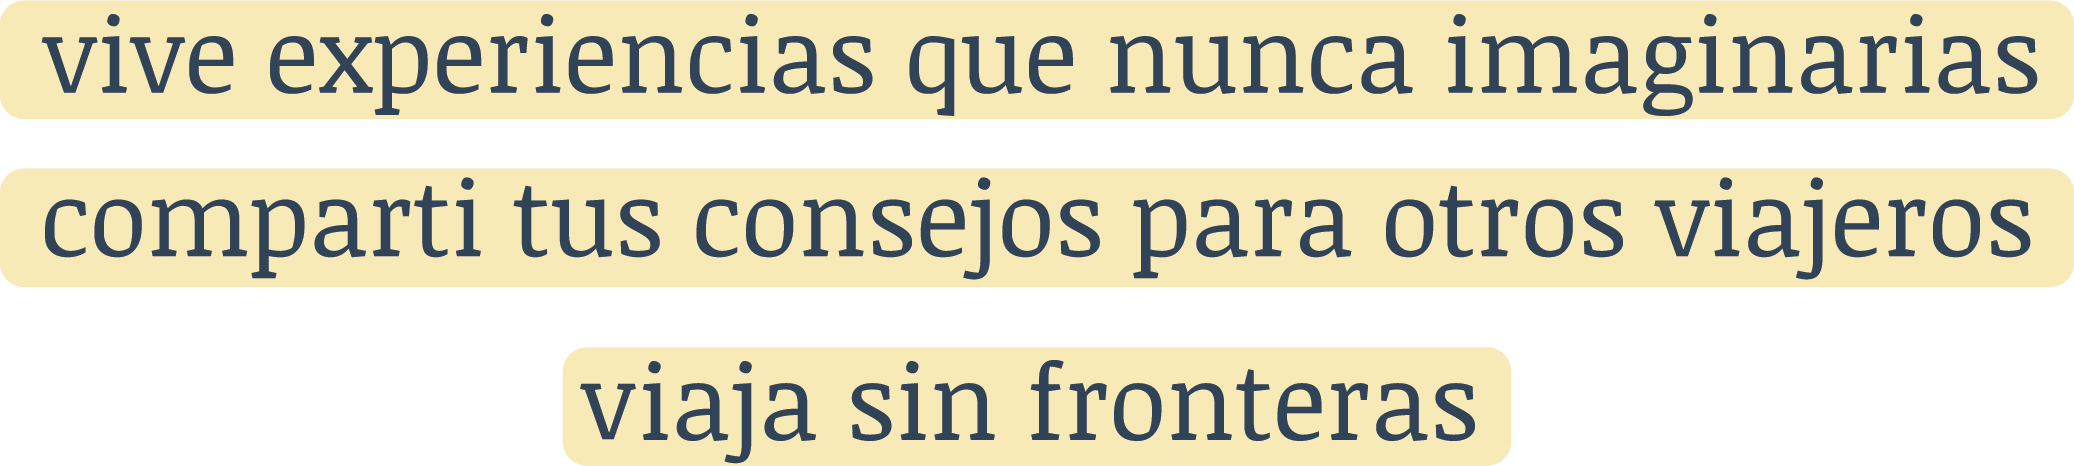 vive experiencias que nunca imaginarias
comparti tus consejos para otros viajeros
viaja sin fronteras